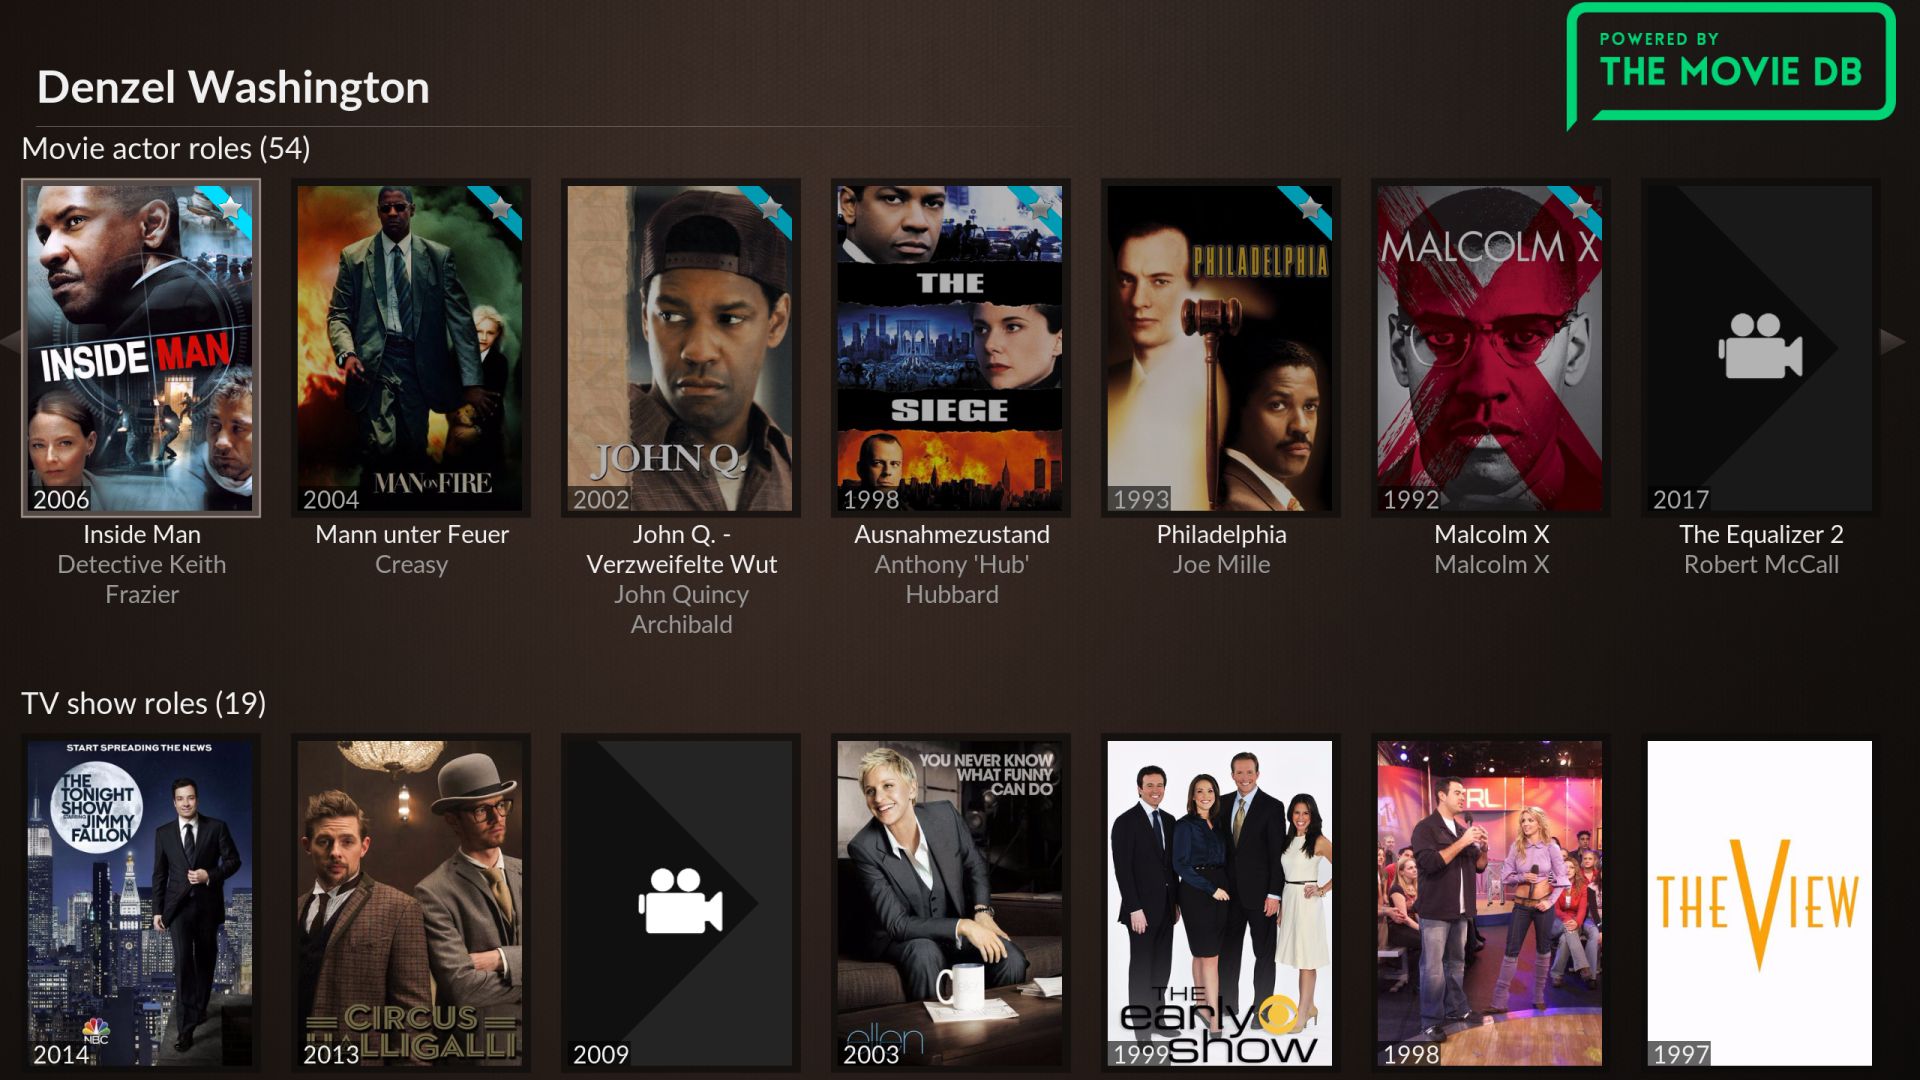 POWERED BY
THE MOVIE DB
Denzel Washington
Movie actor roles (54)
INSIDE MAN
2006
Inside Man
Detective Keith
Frazier
MAN ON FIRE
2004
Mann unter Feuer
Creasy
JOHN Q.
2002
John Q. -
Verzweifelte Wut
John Quincy
Archibald
THE
SIEGE
1998
Ausnahmezustand
Anthony 'Hub'
Hubbard
PHILADELPHIA
1993
Philadelphia
Joe Mille
MALCOLM X
1992
Malcolm X
Malcolm X
2017
The Equalizer 2
Robert McCall
TV show roles (19)
START SPREADING THE NEWS
THE
TONIGHT
SHOW
STARRING
JIMMY
FALLON
NBC
2014
CIRCUS
HALLIGALLI
2013
2009
YOU NEVER KNOW
WHAT FUNNY
CAN DO
ellen
2003
THE
early
show
1999
TRL
1998
THE VIEW
1997